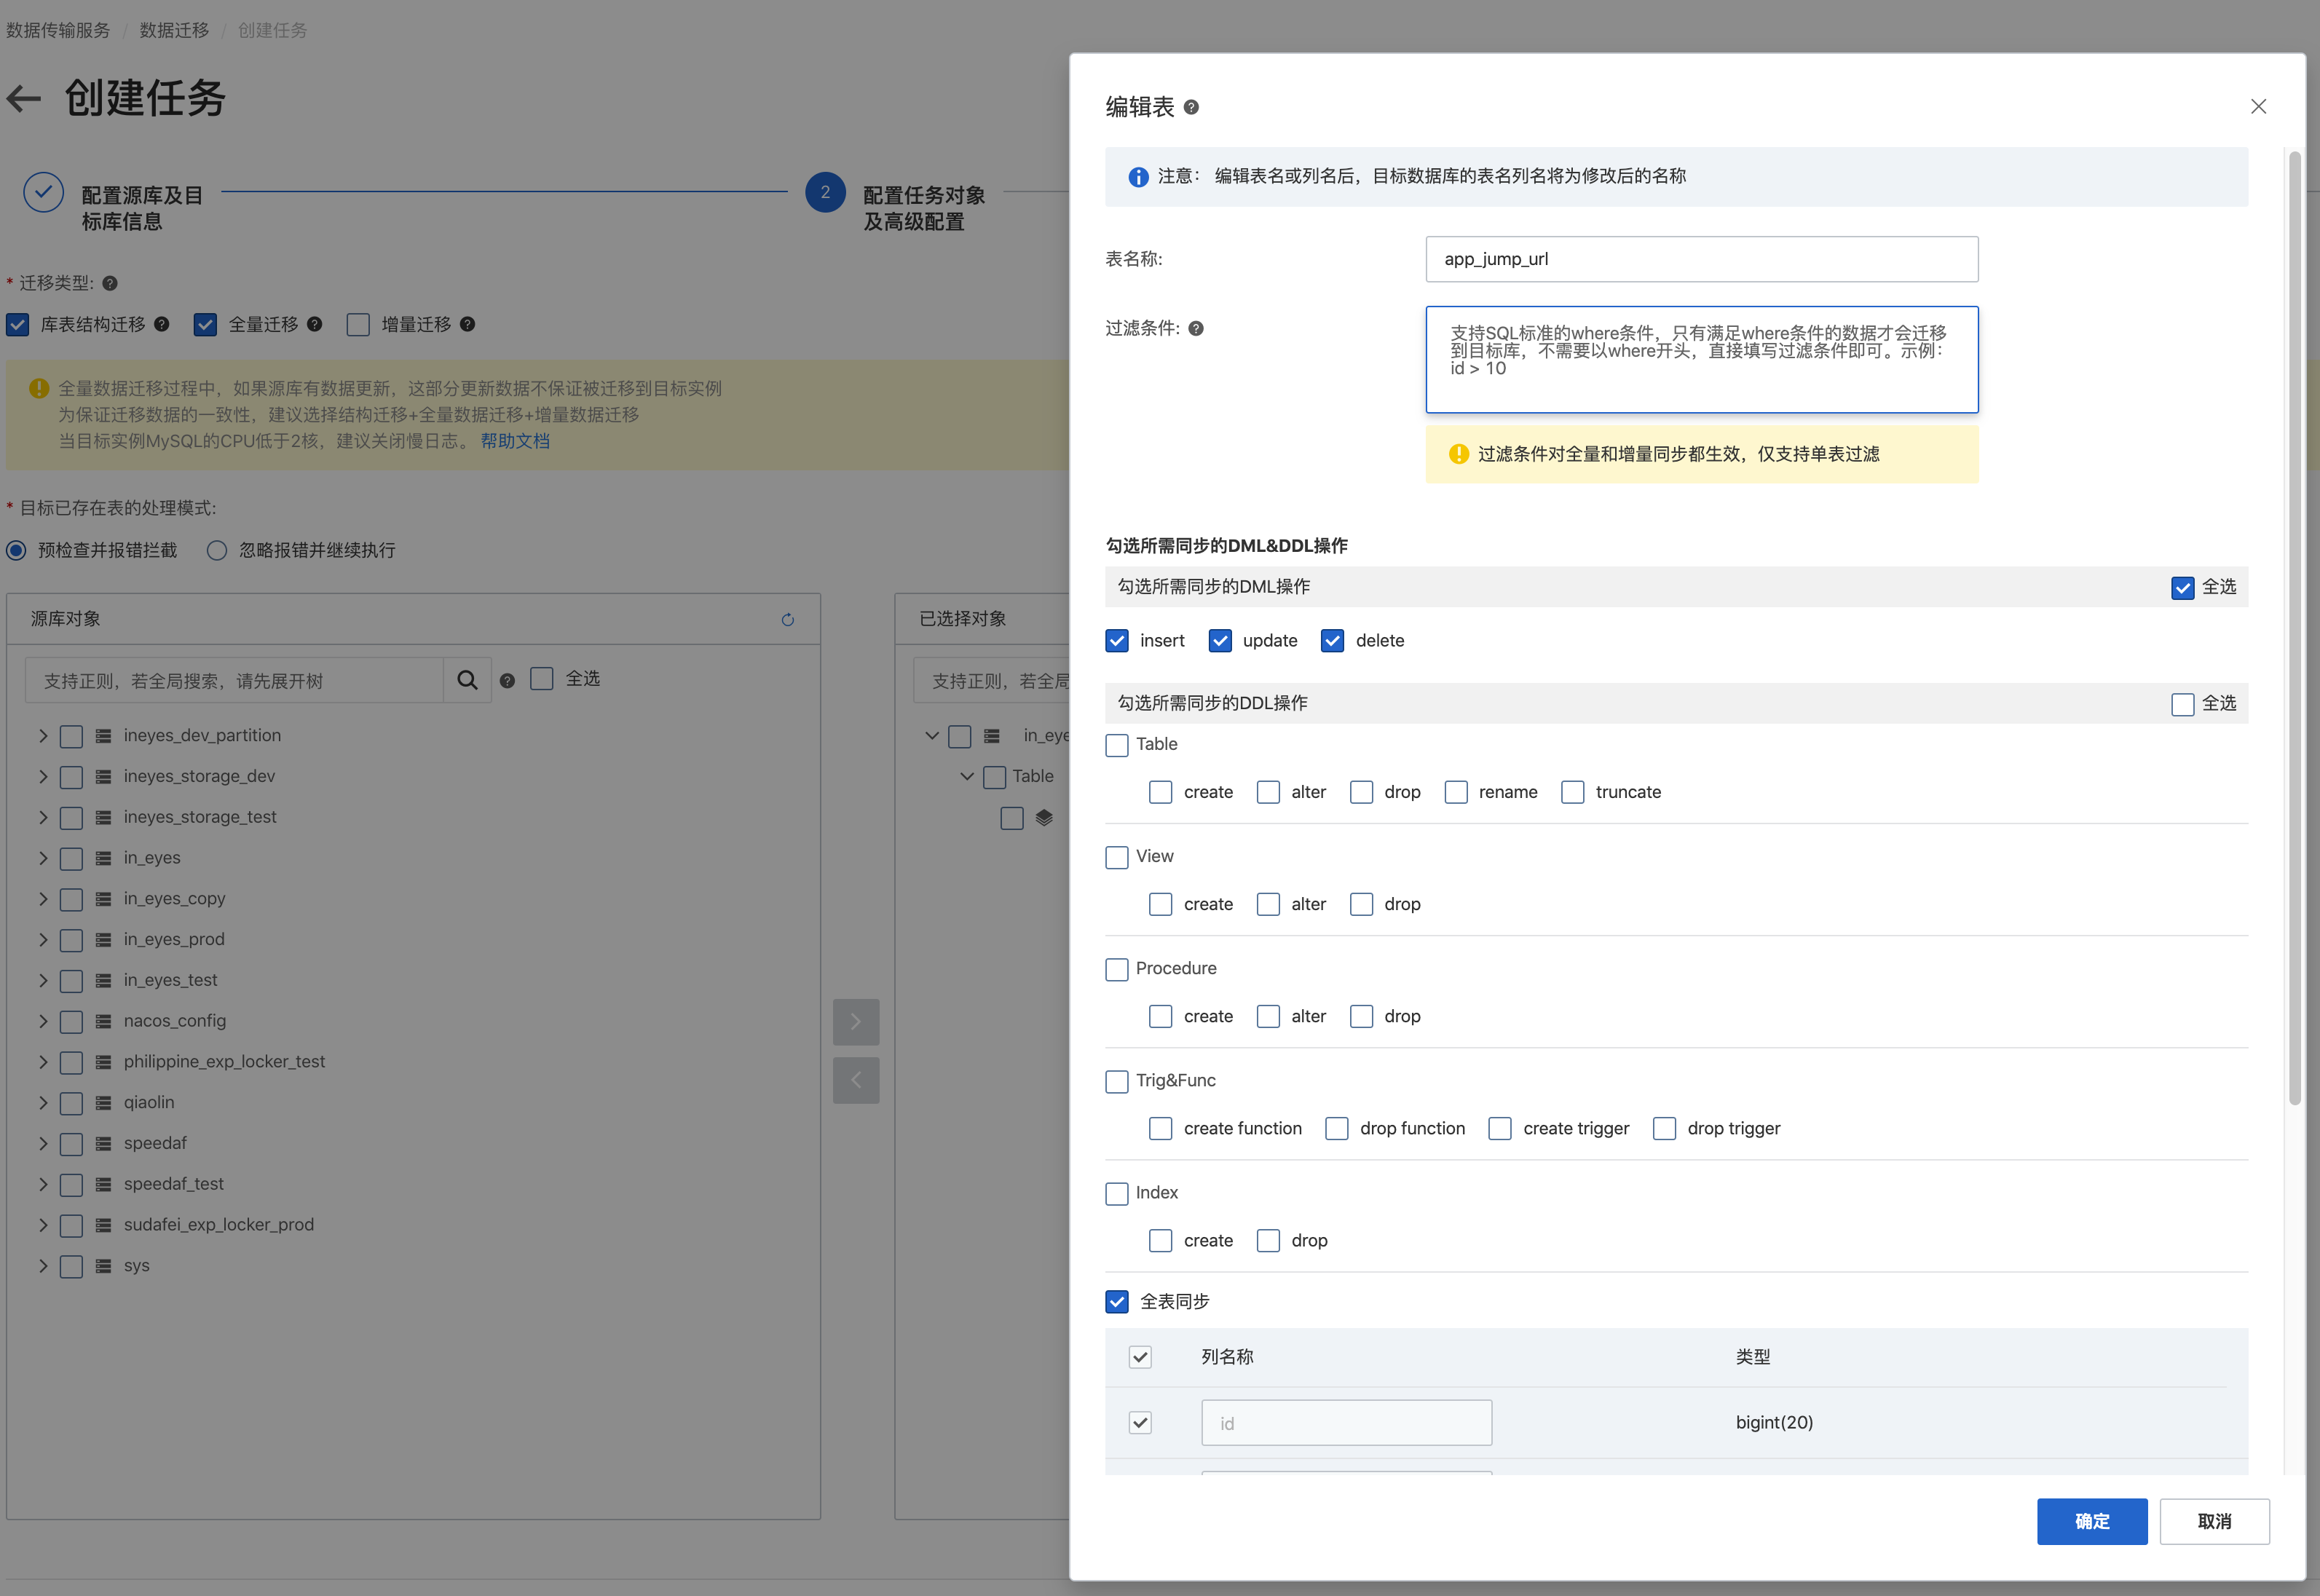 数据传输服务 / 数据迁移 / 创建任务
创建任务
配置源库及目标库信息
2
配置任务对象及高级配置
* 迁移类型:
库表结构迁移
全量迁移
增量迁移
全量数据迁移过程中，如果源库有数据更新，这部分更新数据不保证被迁移到目标实例
为保证迁移数据的一致性，建议选择结构迁移+全量数据迁移+增量数据迁移
当目标实例MySQL的CPU低于2核，建议关闭慢日志。 帮助文档
* 目标已存在表的处理模式:
预检查并报错拦截
忽略报错并继续执行
源库对象
支持正则，若全局搜索，请先展开树
全选
ineyes_dev_partition
ineyes_storage_dev
ineyes_storage_test
in_eyes
in_eyes_copy
in_eyes_prod
in_eyes_test
nacos_config
philippine_exp_locker_test
qiaolin
speedaf
speedaf_test
sudafei_exp_locker_prod
sys
已选择对象
支持正则，若全局
in_eye
Table
编辑表
注意： 编辑表名或列名后，目标数据库的表名列名将为修改后的名称
表名称:
app_jump_url
过滤条件:
支持SQL标准的where条件，只有满足where条件的数据才会迁移
到目标库，不需要以where开头，直接填写过滤条件即可。示例：
id > 10
过滤条件对全量和增量同步都生效，仅支持单表过滤
勾选所需同步的DML&DDL操作
勾选所需同步的DML操作
全选
insert
update
delete
勾选所需同步的DDL操作
全选
Table
create
alter
drop
rename
truncate
View
create
alter
drop
Procedure
create
alter
drop
Trig&Func
create function
drop function
create trigger
drop trigger
Index
create
drop
全表同步
列名称
类型
id
bigint(20)
确定
取消